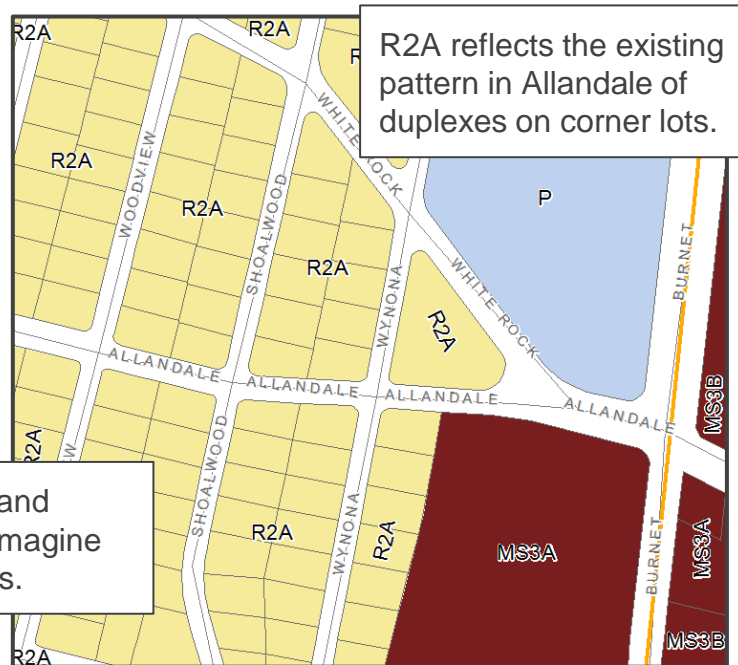 R2A
R2A
R2A reflects the existing
pattern in Allandale of
duplexes on corner lots.
WHITE ROCK
R2A
WOODVIEW
R2A
SHOALWOOD
P
R2A
WYNONA
WHITE ROCK
BURNET
R2A
ALLANDALE
ALLANDALE
ALLANDALE
ALLANDALE
MS3B
R2A
SHOALWOOD
and
magine
s.
R2A
WYNONA
R2A
MS3A
BURNET
MS3A
MS3B
R2A